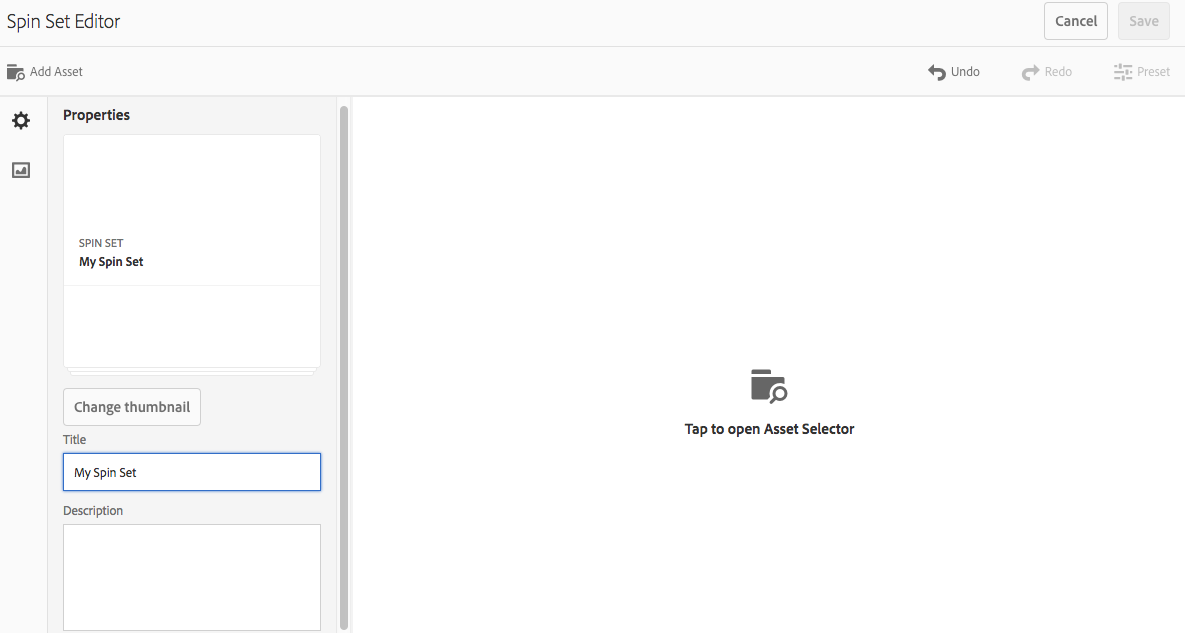 Spin Set Editor
Cancel
Save
Add Asset
Undo
Redo
Preset
Properties
SPIN SET
My Spin Set
Change thumbnail
Title
My Spin Set
Description
Tap to open Asset Selector